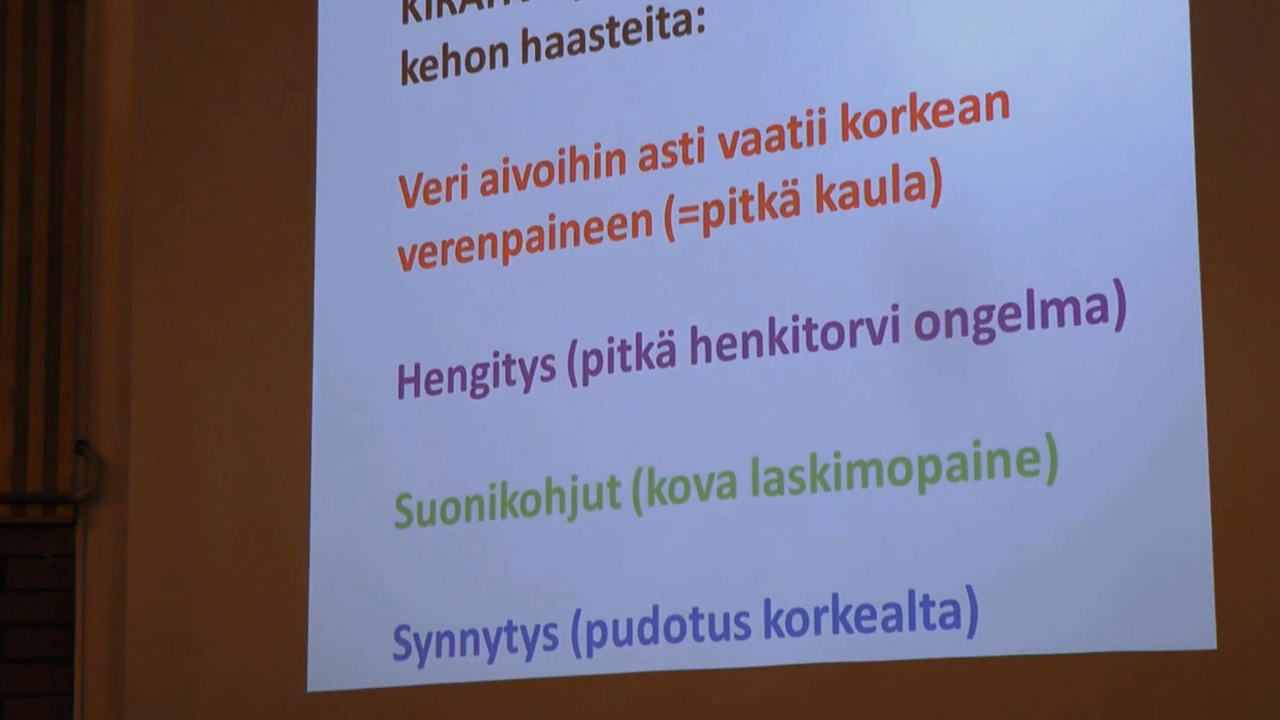 kehon haasteita:
Veri aivoihin asti vaatii korkean
verenpaineen (=pitkä kaula)
Hengitys (pitkä henkitorvi ongelma)
Suonikohjut (kova laskimopaine)
Synnytys (pudotus korkealta)